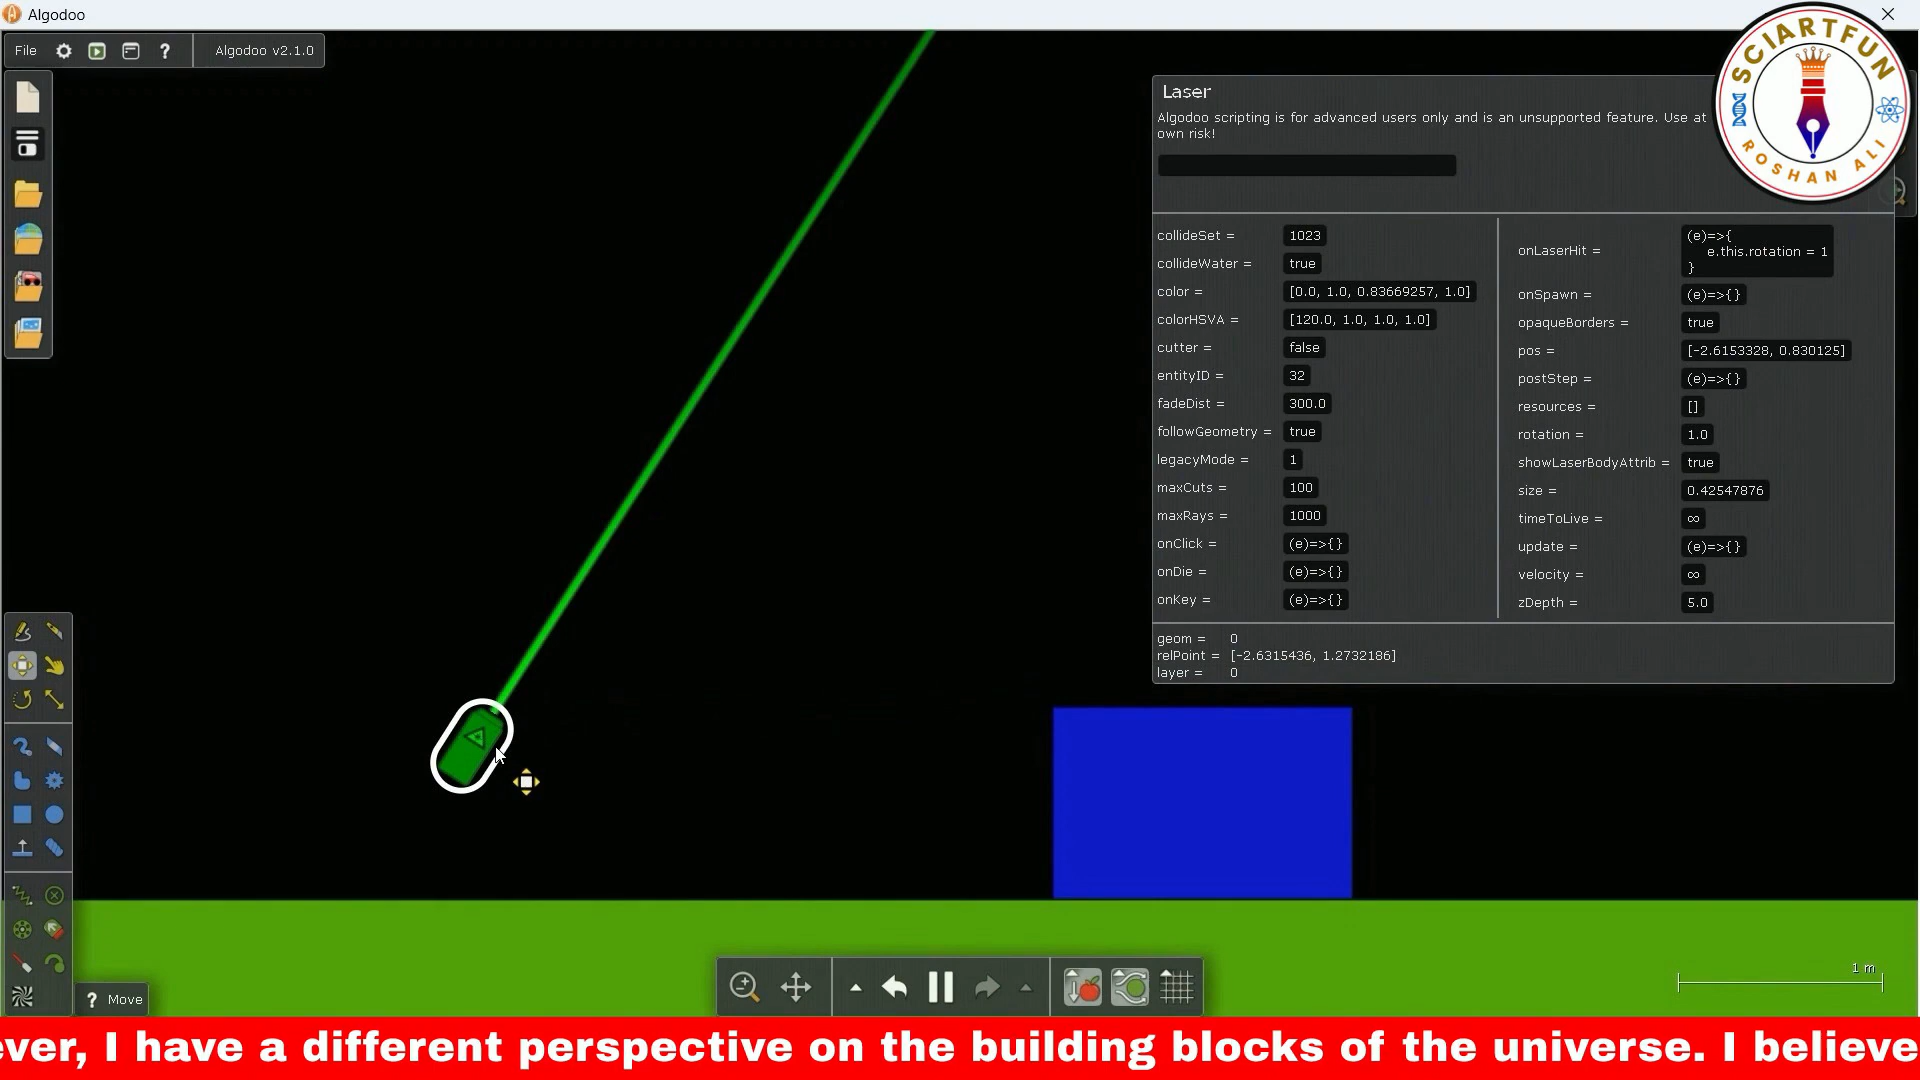 Algodoo
File
?
Algodoo v2.1.0
SCIARTFUN
ROSHAN ALI
Laser
Algodoo scripting is for advanced users only and is an unsupported feature. Use at
own risk!
collideSet = 1023
collideWater = true
color = [0.0, 1.0, 0.83669257, 1.0]
colorHSVA = [120.0, 1.0, 1.0, 1.0]
cutter = false
entityID = 32
fadeDist = 300.0
followGeometry = true
legacyMode = 1
maxCuts = 100
maxRays = 1000
onClick = (e)=>{}
onDie = (e)=>{}
onKey = (e)=>{}
onLaserHit = (e)=>{
e.this.rotation = 1
}
onSpawn = (e)=>{}
opaqueBorders = true
pos = [-2.6153328, 0.830125]
postStep = (e)=>{}
resources = []
rotation = 1.0
showLaserBodyAttrib = true
size = 0.42547876
timeToLive = ∞
update = (e)=>{}
velocity = ∞
zDepth = 5.0
geom = 0
relPoint = [-2.6315436, 1.2732186]
layer = 0
1 m
? Move
ever, I have a different perspective on the building blocks of the universe. I believe